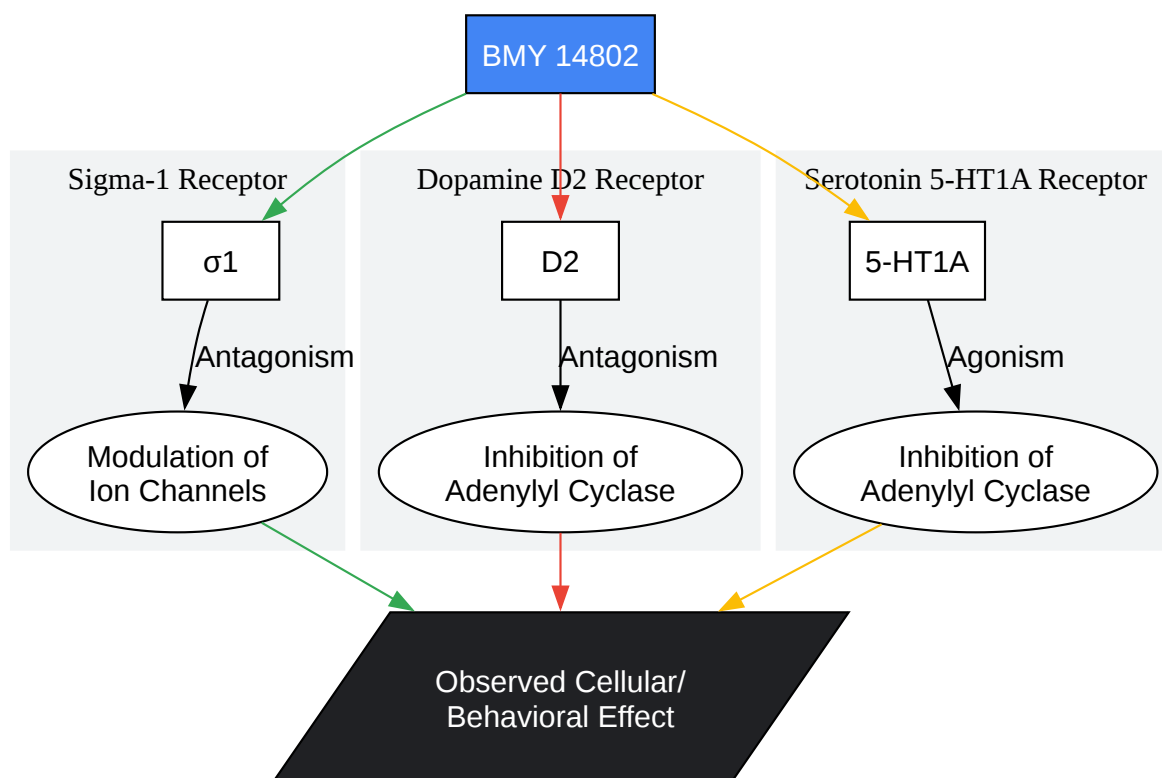 BMY 14802
Sigma-1 Receptor
Dopamine D2 Receptor
Serotonin 5-HT1A Receptor
σ1
D2
5-HT1A
Antagonism
Antagonism
Agonism
Modulation of
Ion Channels
Inhibition of
Adenylyl Cyclase
Inhibition of
Adenylyl Cyclase
Observed Cellular/
Behavioral Effect